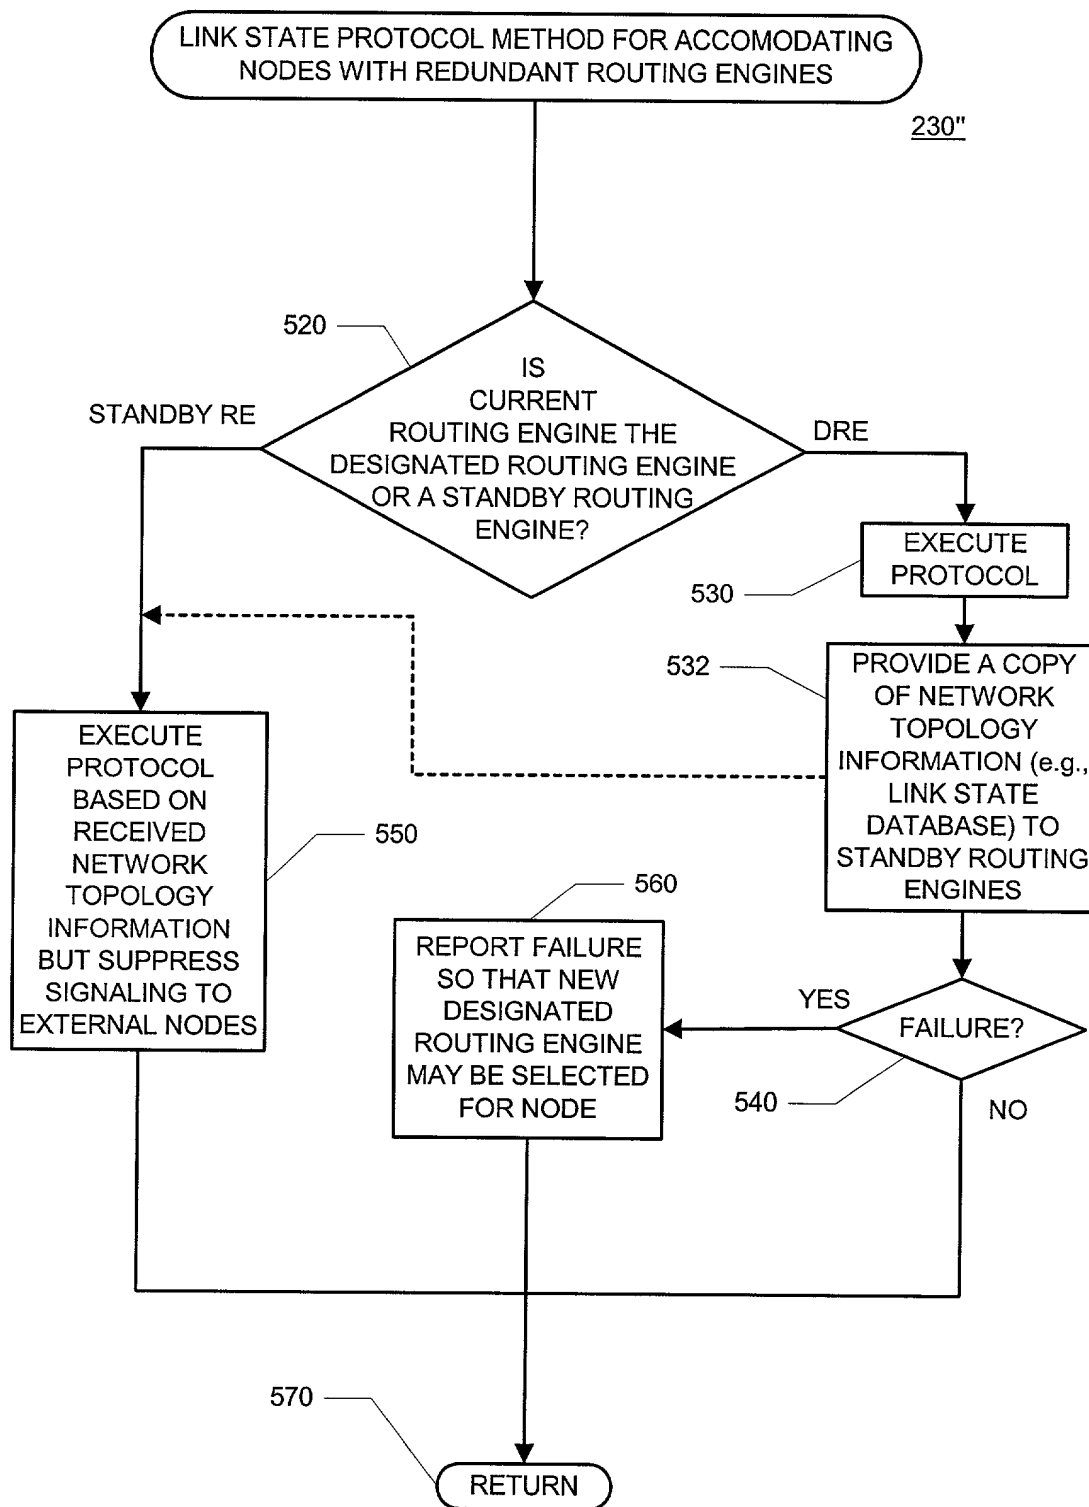 LINK STATE PROTOCOL METHOD FOR ACCOMODATING
NODES WITH REDUNDANT ROUTING ENGINES
230"
520
IS
CURRENT
ROUTING ENGINE THE
DESIGNATED ROUTING ENGINE
OR A STANDBY ROUTING
ENGINE?
STANDBY RE
DRE
EXECUTE
PROTOCOL
530
532
PROVIDE A COPY
OF NETWORK
TOPOLOGY
INFORMATION (e.g.,
LINK STATE
DATABASE) TO
STANDBY ROUTING
ENGINES
EXECUTE
PROTOCOL
BASED ON
RECEIVED
NETWORK
TOPOLOGY
INFORMATION
BUT SUPPRESS
SIGNALING TO
EXTERNAL NODES
550
560
REPORT FAILURE
SO THAT NEW
DESIGNATED
ROUTING ENGINE
MAY BE SELECTED
FOR NODE
YES
FAILURE?
540
NO
570
RETURN